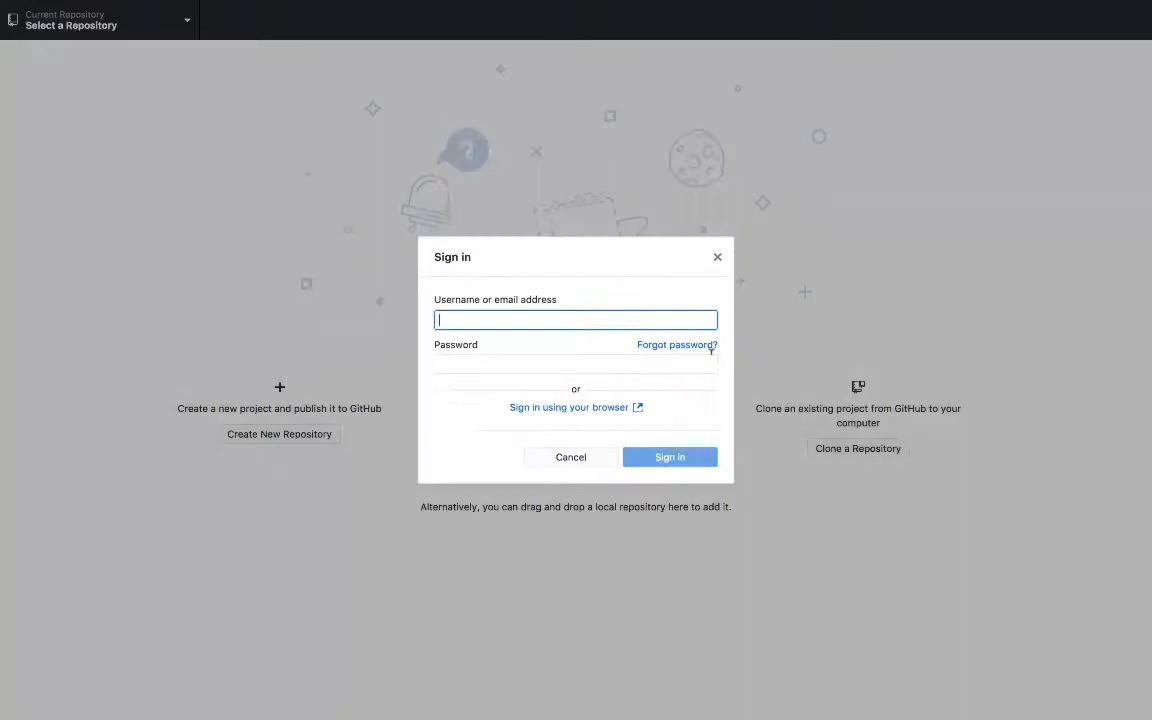 Current Repository
Select a Repository
Sign in
Username or email address
Password
Forgot password?
or
Sign in using your browser
Cancel
Sign in
Create a new project and publish it to GitHub
Create New Repository
Clone an existing project from GitHub to your
computer
Clone a Repository
Alternatively, you can drag and drop a local repository here to add it.